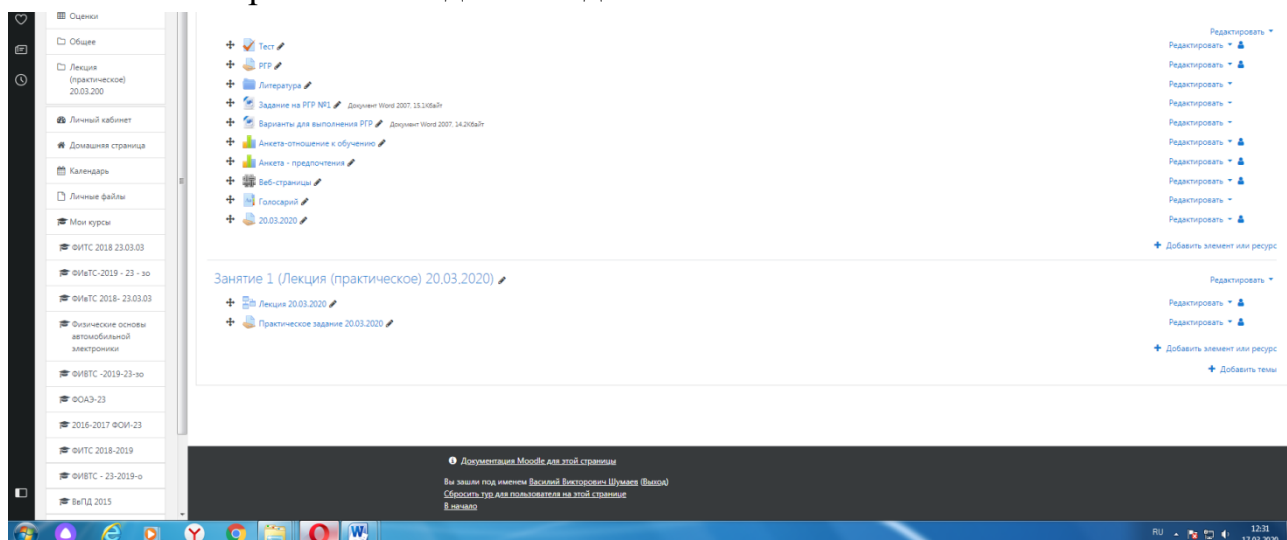 Оценки
Общее
Лекция
(практическое)
20.03.200
Личный кабинет
Домашняя страница
Календарь
Личные файлы
Мои курсы
ФИТС 2018 23.03.03
ФИвТС-2019 - 23 - зо
ФИвТС 2018- 23.03.03
Физические основы
автомобильной
электроники
ФИВТС -2019-23-зо
ФОАЭ-23
2016-2017 ФОИ-23
ФИТС 2018-2019
ФИВТС - 23-2019-о
ВвПД 2015
Редактировать
Тест Редактировать
РГР Редактировать
Литература Редактировать
Задание на РГР №1 Документ Word 2007, 15.1Кбайт Редактировать
Варианты для выполнения РГР Документ Word 2007, 14.2Кбайт Редактировать
Анкета-отношение к обучению Редактировать
Анкета - предпочтения Редактировать
Веб-страницы Редактировать
Голосарий Редактировать
20.03.2020 Редактировать
Добавить элемент или ресурс
Занятие 1 (Лекция (практическое) 20.03.2020) Редактировать
Лекция 20.03.2020 Редактировать
Практическое задание 20.03.2020 Редактировать
Добавить элемент или ресурс
Добавить темы
Документация Moodle для этой страницы
Вы зашли под именем Василий Викторович Шумаев (Выход)
Сбросить тур для пользователя на этой странице
В начало
RU 12:31
17.03.2020